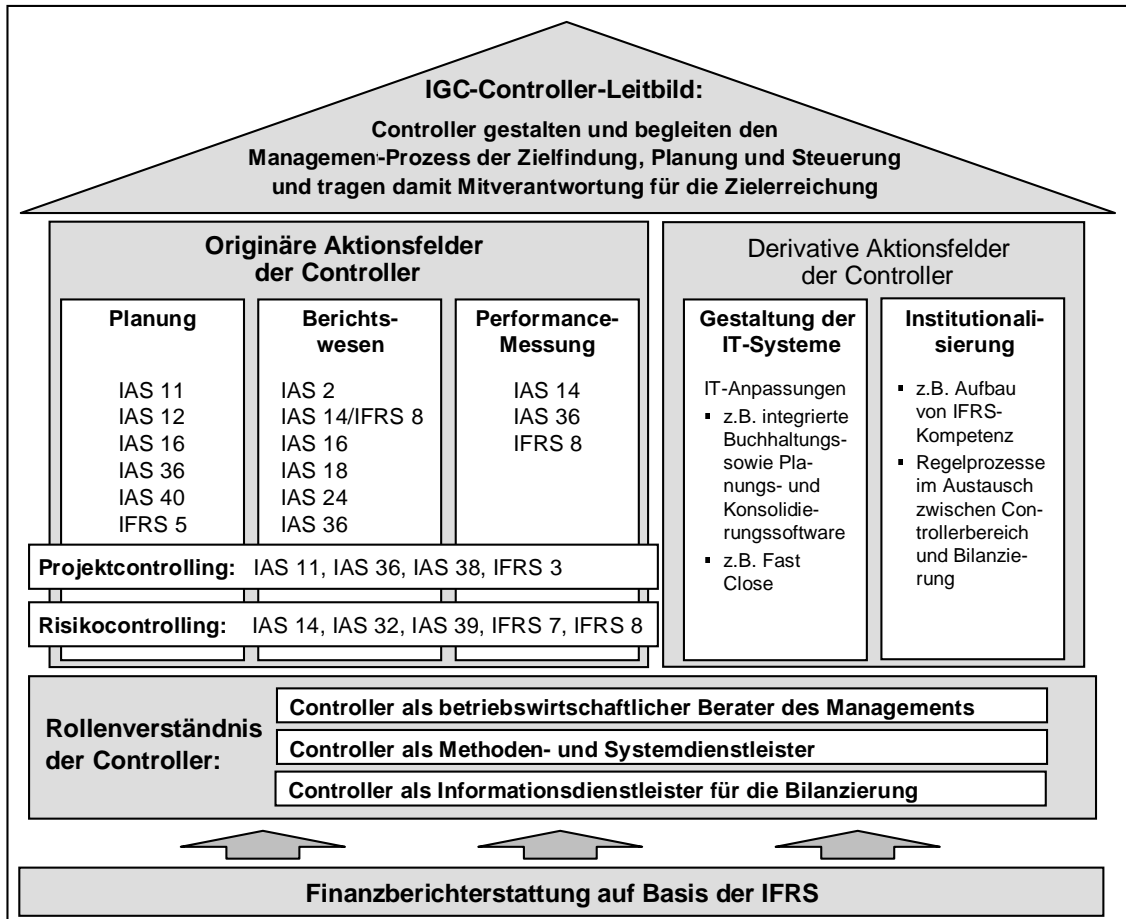 IGC-Controller-Leitbild:
Controller gestalten und begleiten den
Managemen-Prozess der Zielfindung, Planung und Steuerung
und tragen damit Mitverantwortung für die Zielerreichung
Originäre Aktionsfelder
der Controller
Planung
IAS 11
IAS 12
IAS 16
IAS 36
IAS 40
IFRS 5
Berichts-
wesen
IAS 2
IAS 14/IFRS 8
IAS 16
IAS 18
IAS 24
IAS 36
Performance-
Messung
IAS 14
IAS 36
IFRS 8
Projektcontrolling: IAS 11, IAS 36, IAS 38, IFRS 3
Risikocontrolling: IAS 14, IAS 32, IAS 39, IFRS 7, IFRS 8
Derivative Aktionsfelder
der Controller
Gestaltung der
IT-Systeme
IT-Anpassungen
▪ z.B. integrierte
Buchhaltungs-
sowie Pla-
nungs- und
Konsolidie-
rungssoftware
▪ z.B. Fast
Close
Institutionali-
sierung
▪ z.B. Aufbau
von IFRS-
Kompetenz
▪ Regelprozesse
im Austausch
zwischen Con-
trollerbereich
und Bilanzie-
rung
Rollenverständnis
der Controller:
Controller als betriebswirtschaftlicher Berater des Managements
Controller als Methoden- und Systemdienstleister
Controller als Informationsdienstleister für die Bilanzierung
Finanzberichterstattung auf Basis der IFRS